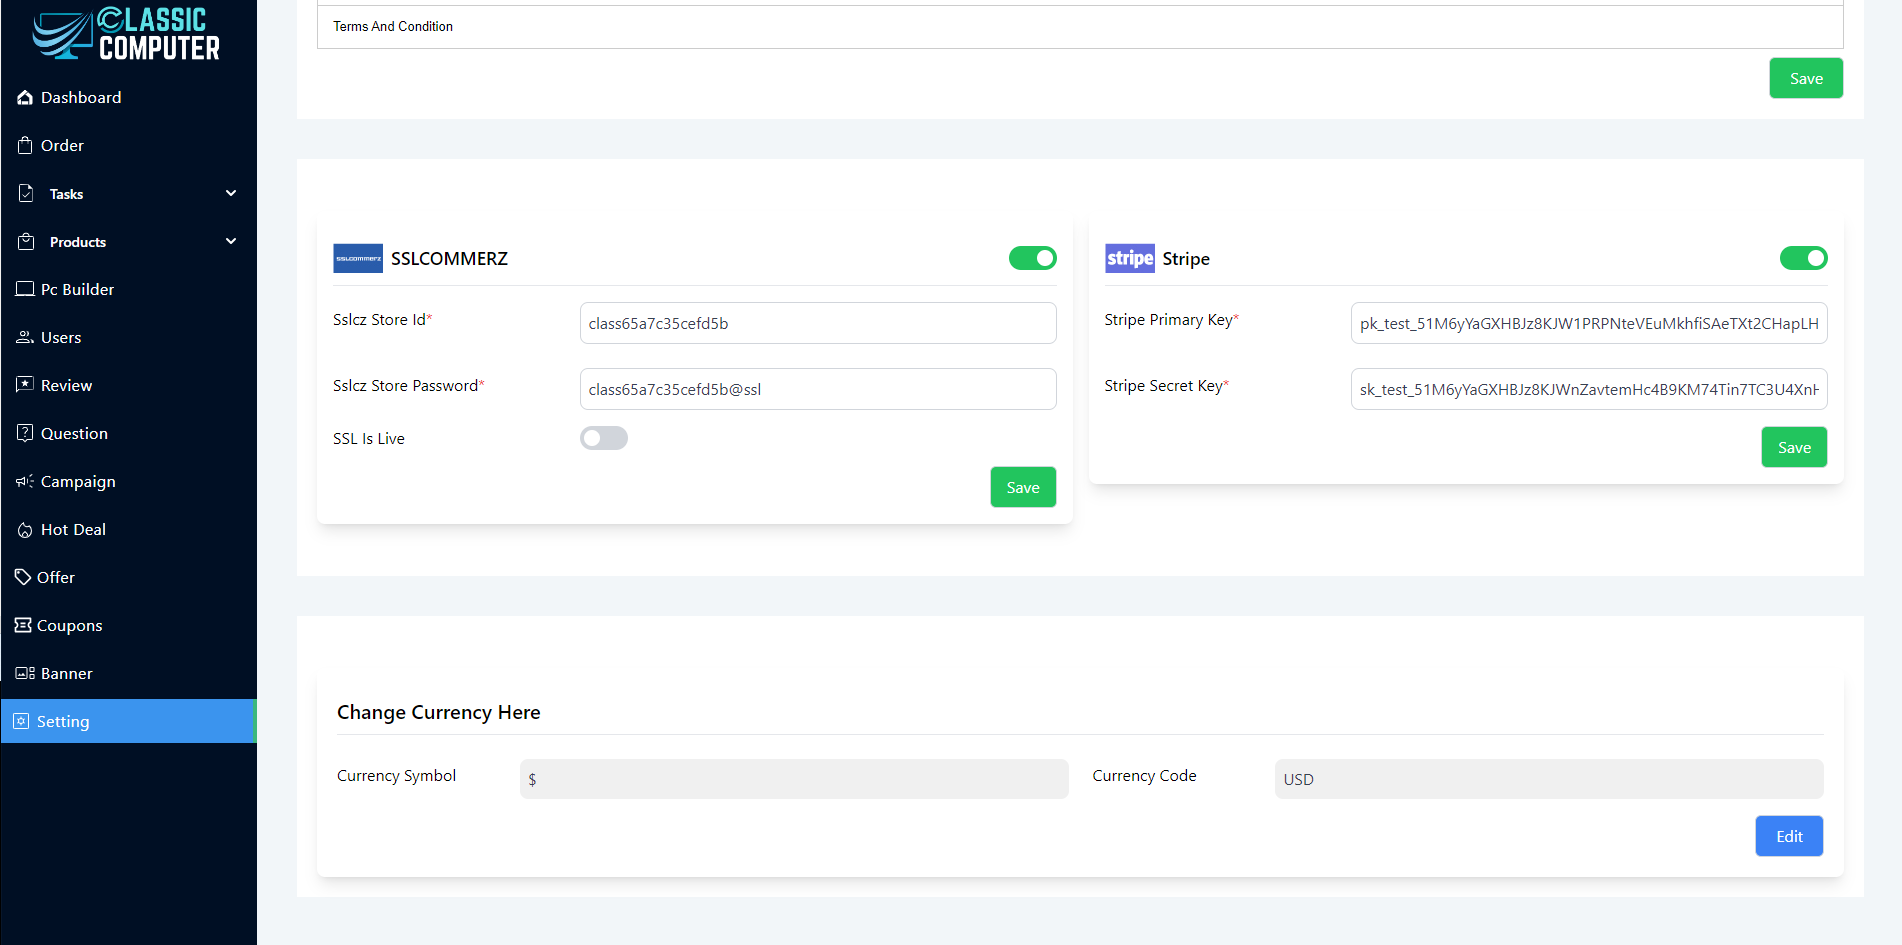 CLASSIC
COMPUTER
Dashboard
Order
Tasks
Products
Pc Builder
Users
Review
Question
Campaign
Hot Deal
Offer
Coupons
Banner
Setting
Terms And Condition
Save
sslcommerz SSLCOMMERZ
Sslcz Store Id* class65a7c35cefd5b
Sslcz Store Password* class65a7c35cefd5b@ssl
SSL Is Live
Save
stripe Stripe
Stripe Primary Key* pk_test_51M6yYaGXHBJz8KJW1PRPNteVEuMkhfiSAeTXt2CHapLH
Stripe Secret Key* sk_test_51M6yYaGXHBJz8KJWnZavtemHc4B9KM74Tin7TC3U4Xn
Save
Change Currency Here
Currency Symbol $ Currency Code USD
Edit